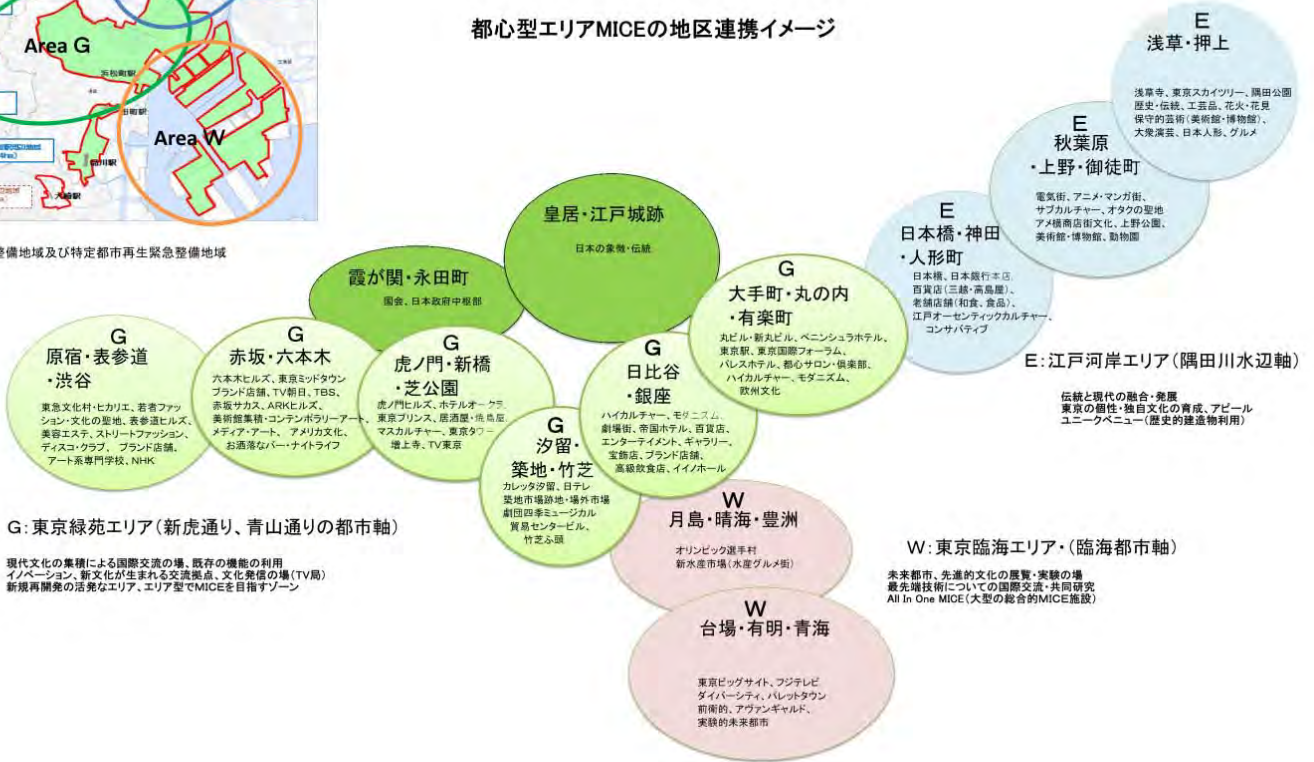 都心型エリアMICEの地区連携イメージ
Area G
浜松町駅
田町駅
Area W
品川駅
大崎駅
整備地域及び特定都市再生緊急整備地域
E
浅草・押上
浅草寺、東京スカイツリー、隅田公園
歴史・伝統、工芸品、花火・花見
保守的芸術(美術館・博物館)、
大衆演芸、日本人形、グルメ
E
秋葉原
・上野・御徒町
電気街、アニメ・マンガ街、
サブカルチャー、オタクの聖地
アメ横商店街文化、上野公園、
美術館・博物館、動物園
E
日本橋・神田
・人形町
日本橋、日本銀行本店
百貨店(三越・高島屋)、
老舗店舗(和食、食品)、
江戸オーセンティックカルチャー、
コンサバティブ
皇居・江戸城跡
日本の象徴・伝統
霞が関・永田町
国会、日本政府中枢部
G
大手町・丸の内
・有楽町
丸ビル・新丸ビル、ペニンシュラホテル、
東京駅、東京国際フォーラム、
パレスホテル、都心サロン・倶楽部、
ハイカルチャー、モダニズム、
欧州文化
G
原宿・表参道
・渋谷
東急文化村・ヒカリエ、若者ファッ
ション・文化の聖地、表参道ヒルズ、
美容エステ、ストリートファッション、
ディスコ・クラブ、ブランド店舗、
アート系専門学校、NHK
G
赤坂・六本木
六本木ヒルズ、東京ミッドタウン
ブランド店舗、TV朝日、TBS、
赤坂サカス、ARKヒルズ、
美術館集積・コンテンポラリーアート、
メディア・アート、アメリカ文化、
お洒落なバー・ナイトライフ
G
虎ノ門・新橋
・芝公園
虎ノ門ヒルズ、ホテルオークラ
東京プリンス、居酒屋・焼鳥屋、
マスカルチャー、東京タワー
増上寺、TV東京
G
日比谷
・銀座
ハイカルチャー、モダニズム、
劇場街、帝国ホテル、百貨店、
エンターテイメント、ギャラリー、
宝飾店、ブランド店舗、
高級飲食店、イイノホール
G
汐留・
築地・竹芝
カレッタ汐留、日テレ
築地市場跡地・場外市場
劇団四季ミュージカル
貿易センタービル、
竹芝ふ頭
E:江戸河岸エリア(隅田川水辺軸)
伝統と現代の融合・発展
東京の個性・独自文化の育成、アピール
ユニークベニュー(歴史的建造物利用)
W
月島・晴海・豊洲
オリンピック選手村
新水産市場(水産グルメ街)
W
台場・有明・青海
東京ビッグサイト、フジテレビ
ダイバーシティ、パレットタウン
前衛的、アヴァンギャルド、
実験的未来都市
G:東京緑苑エリア(新虎通り、青山通りの都市軸)
現代文化の集積による国際交流の場、既存の機能の利用
イノベーション、新文化が生まれる交流拠点、文化発信の場(TV局)
新規再開発の活発なエリア、エリア型でMICEを目指すゾーン
W:東京臨海エリア・(臨海都市軸)
未来都市、先進的文化の展覧・実験の場
最先端技術についての国際交流・共同研究
All In One MICE(大型の総合的MICE施設)